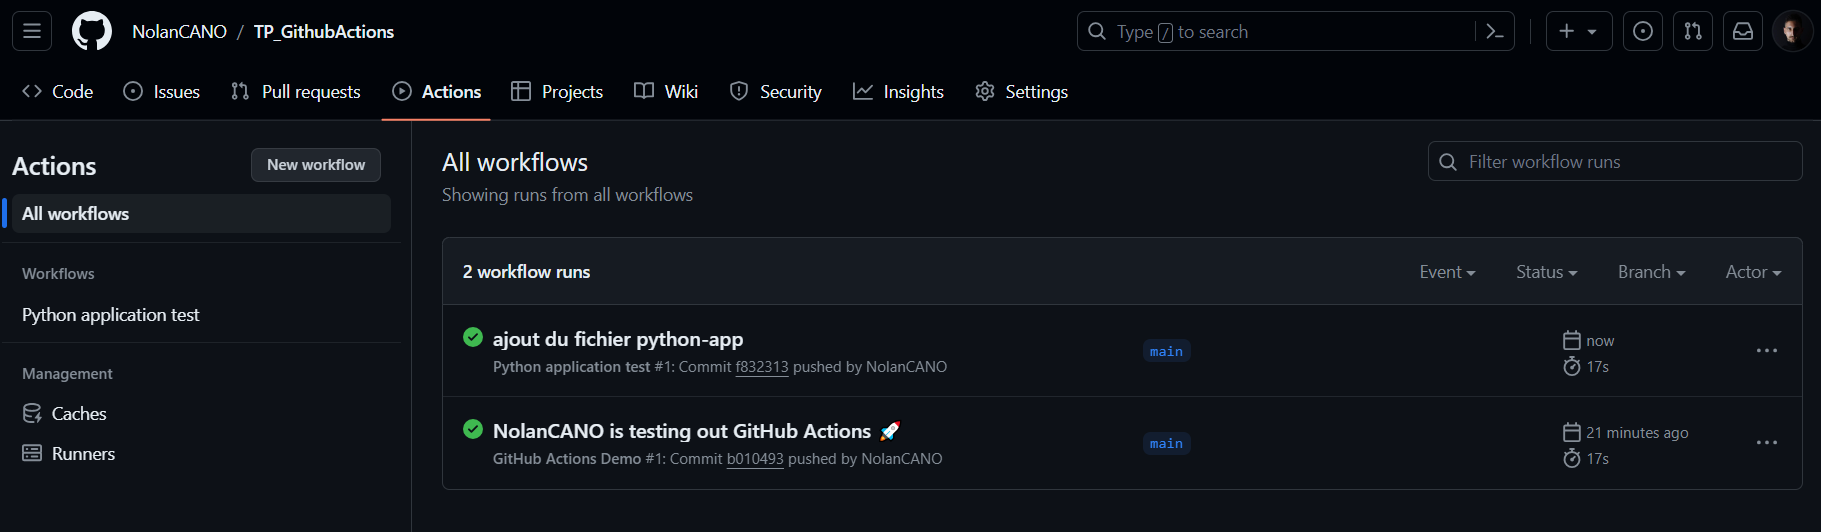 NolanCANO / TP_GithubActions
Type / to search
Code Issues Pull requests Actions Projects Wiki Security Insights Settings
Actions
New workflow
All workflows
Workflows
Python application test
Management
Caches
Runners
All workflows
Showing runs from all workflows
Filter workflow runs
2 workflow runs
Event Status Branch Actor
ajout du fichier python-app
Python application test #1: Commit f832313 pushed by NolanCANO
main
now
17s
NolanCANO is testing out GitHub Actions 🚀
GitHub Actions Demo #1: Commit b010493 pushed by NolanCANO
main
21 minutes ago
17s